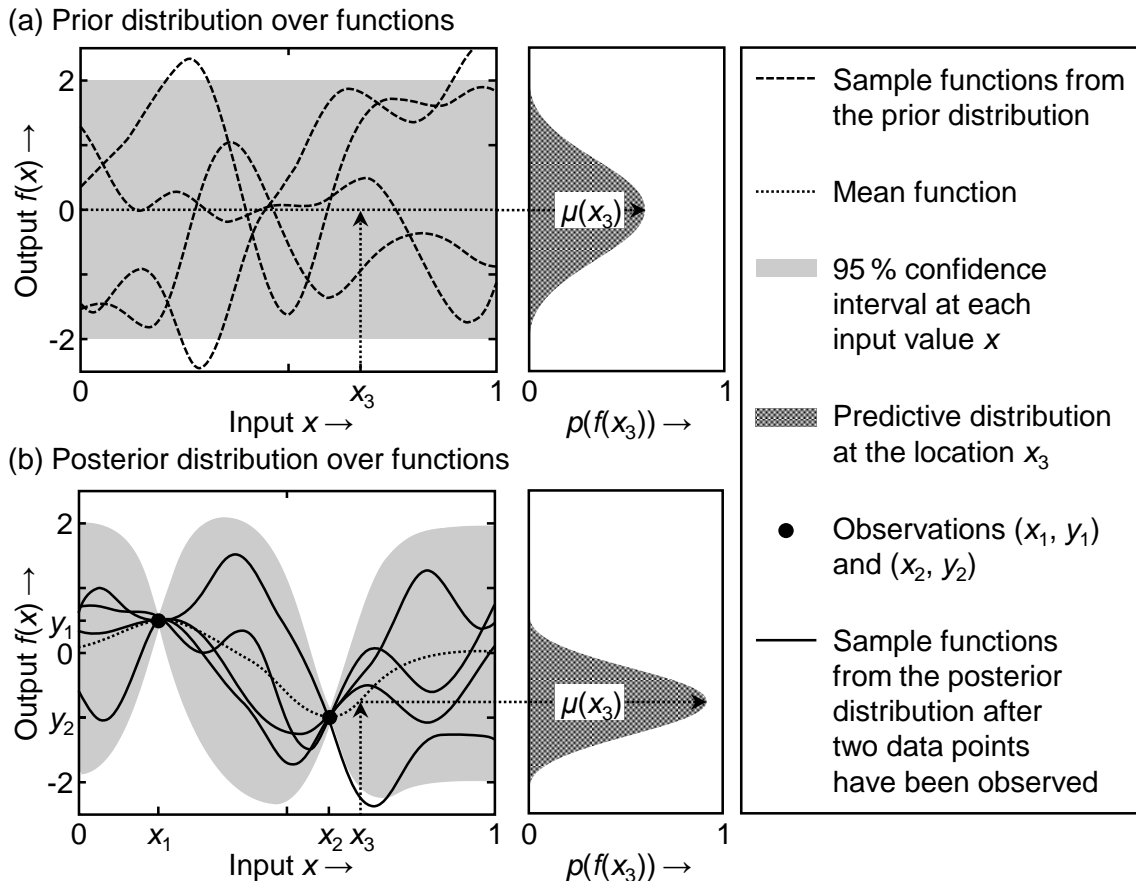 (a) Prior distribution over functions
Output f(x) →
2
0
-2
0
x₃
1
Input x →
μ(x₃)
0
1
p(f(x₃)) →
(b) Posterior distribution over functions
Output f(x) →
2
y₁
0
y₂
-2
0
x₁
x₂
x₃
1
Input x →
μ(x₃)
0
1
p(f(x₃)) →
Sample functions from
the prior distribution
Mean function
95 % confidence
interval at each
input value x
Predictive distribution
at the location x₃
Observations (x₁, y₁)
and (x₂, y₂)
Sample functions
from the posterior
distribution after
two data points
have been observed